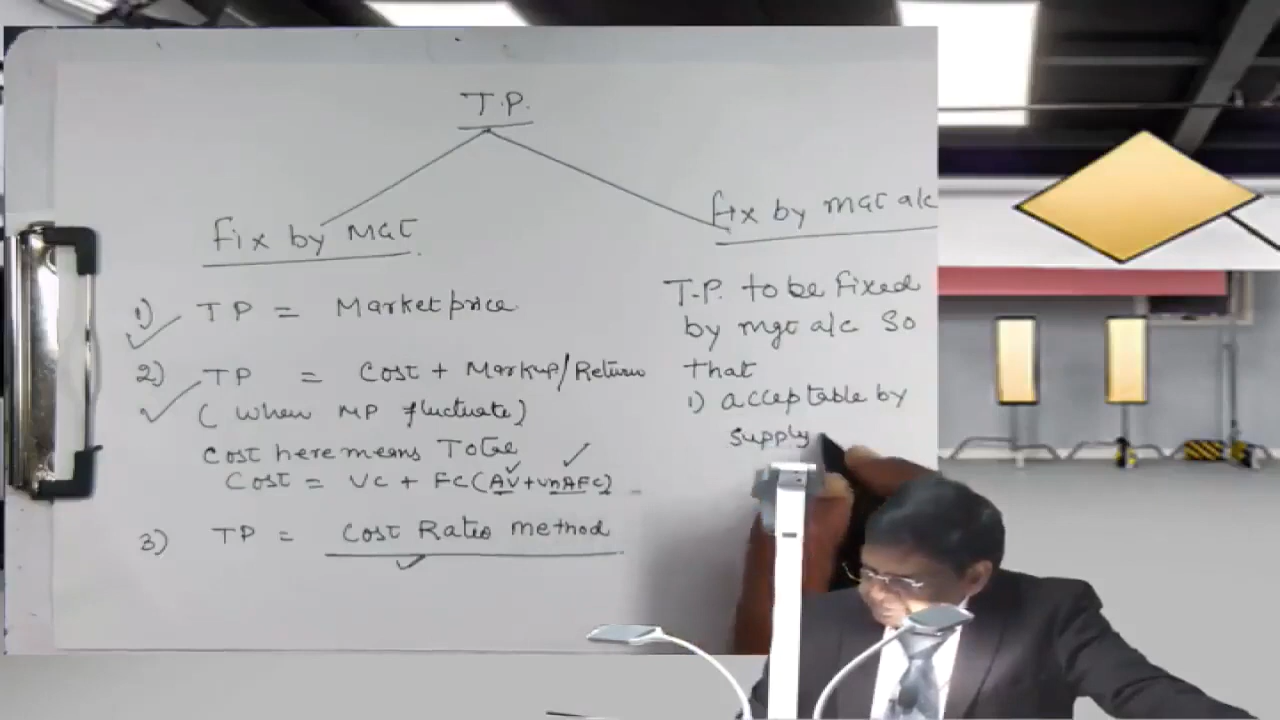 T.P.
Fix by MGT
1) TP = Market price
2) TP = Cost + Markup/Return
(When MP fluctuate)
Cost here means Total
Cost = VC + FC (AV + UnAFC)
3) TP = Cost Ratio method
Fix by mgt a/c
T.P. to be fixed
by mgt a/c So
that
1) acceptable by
supply